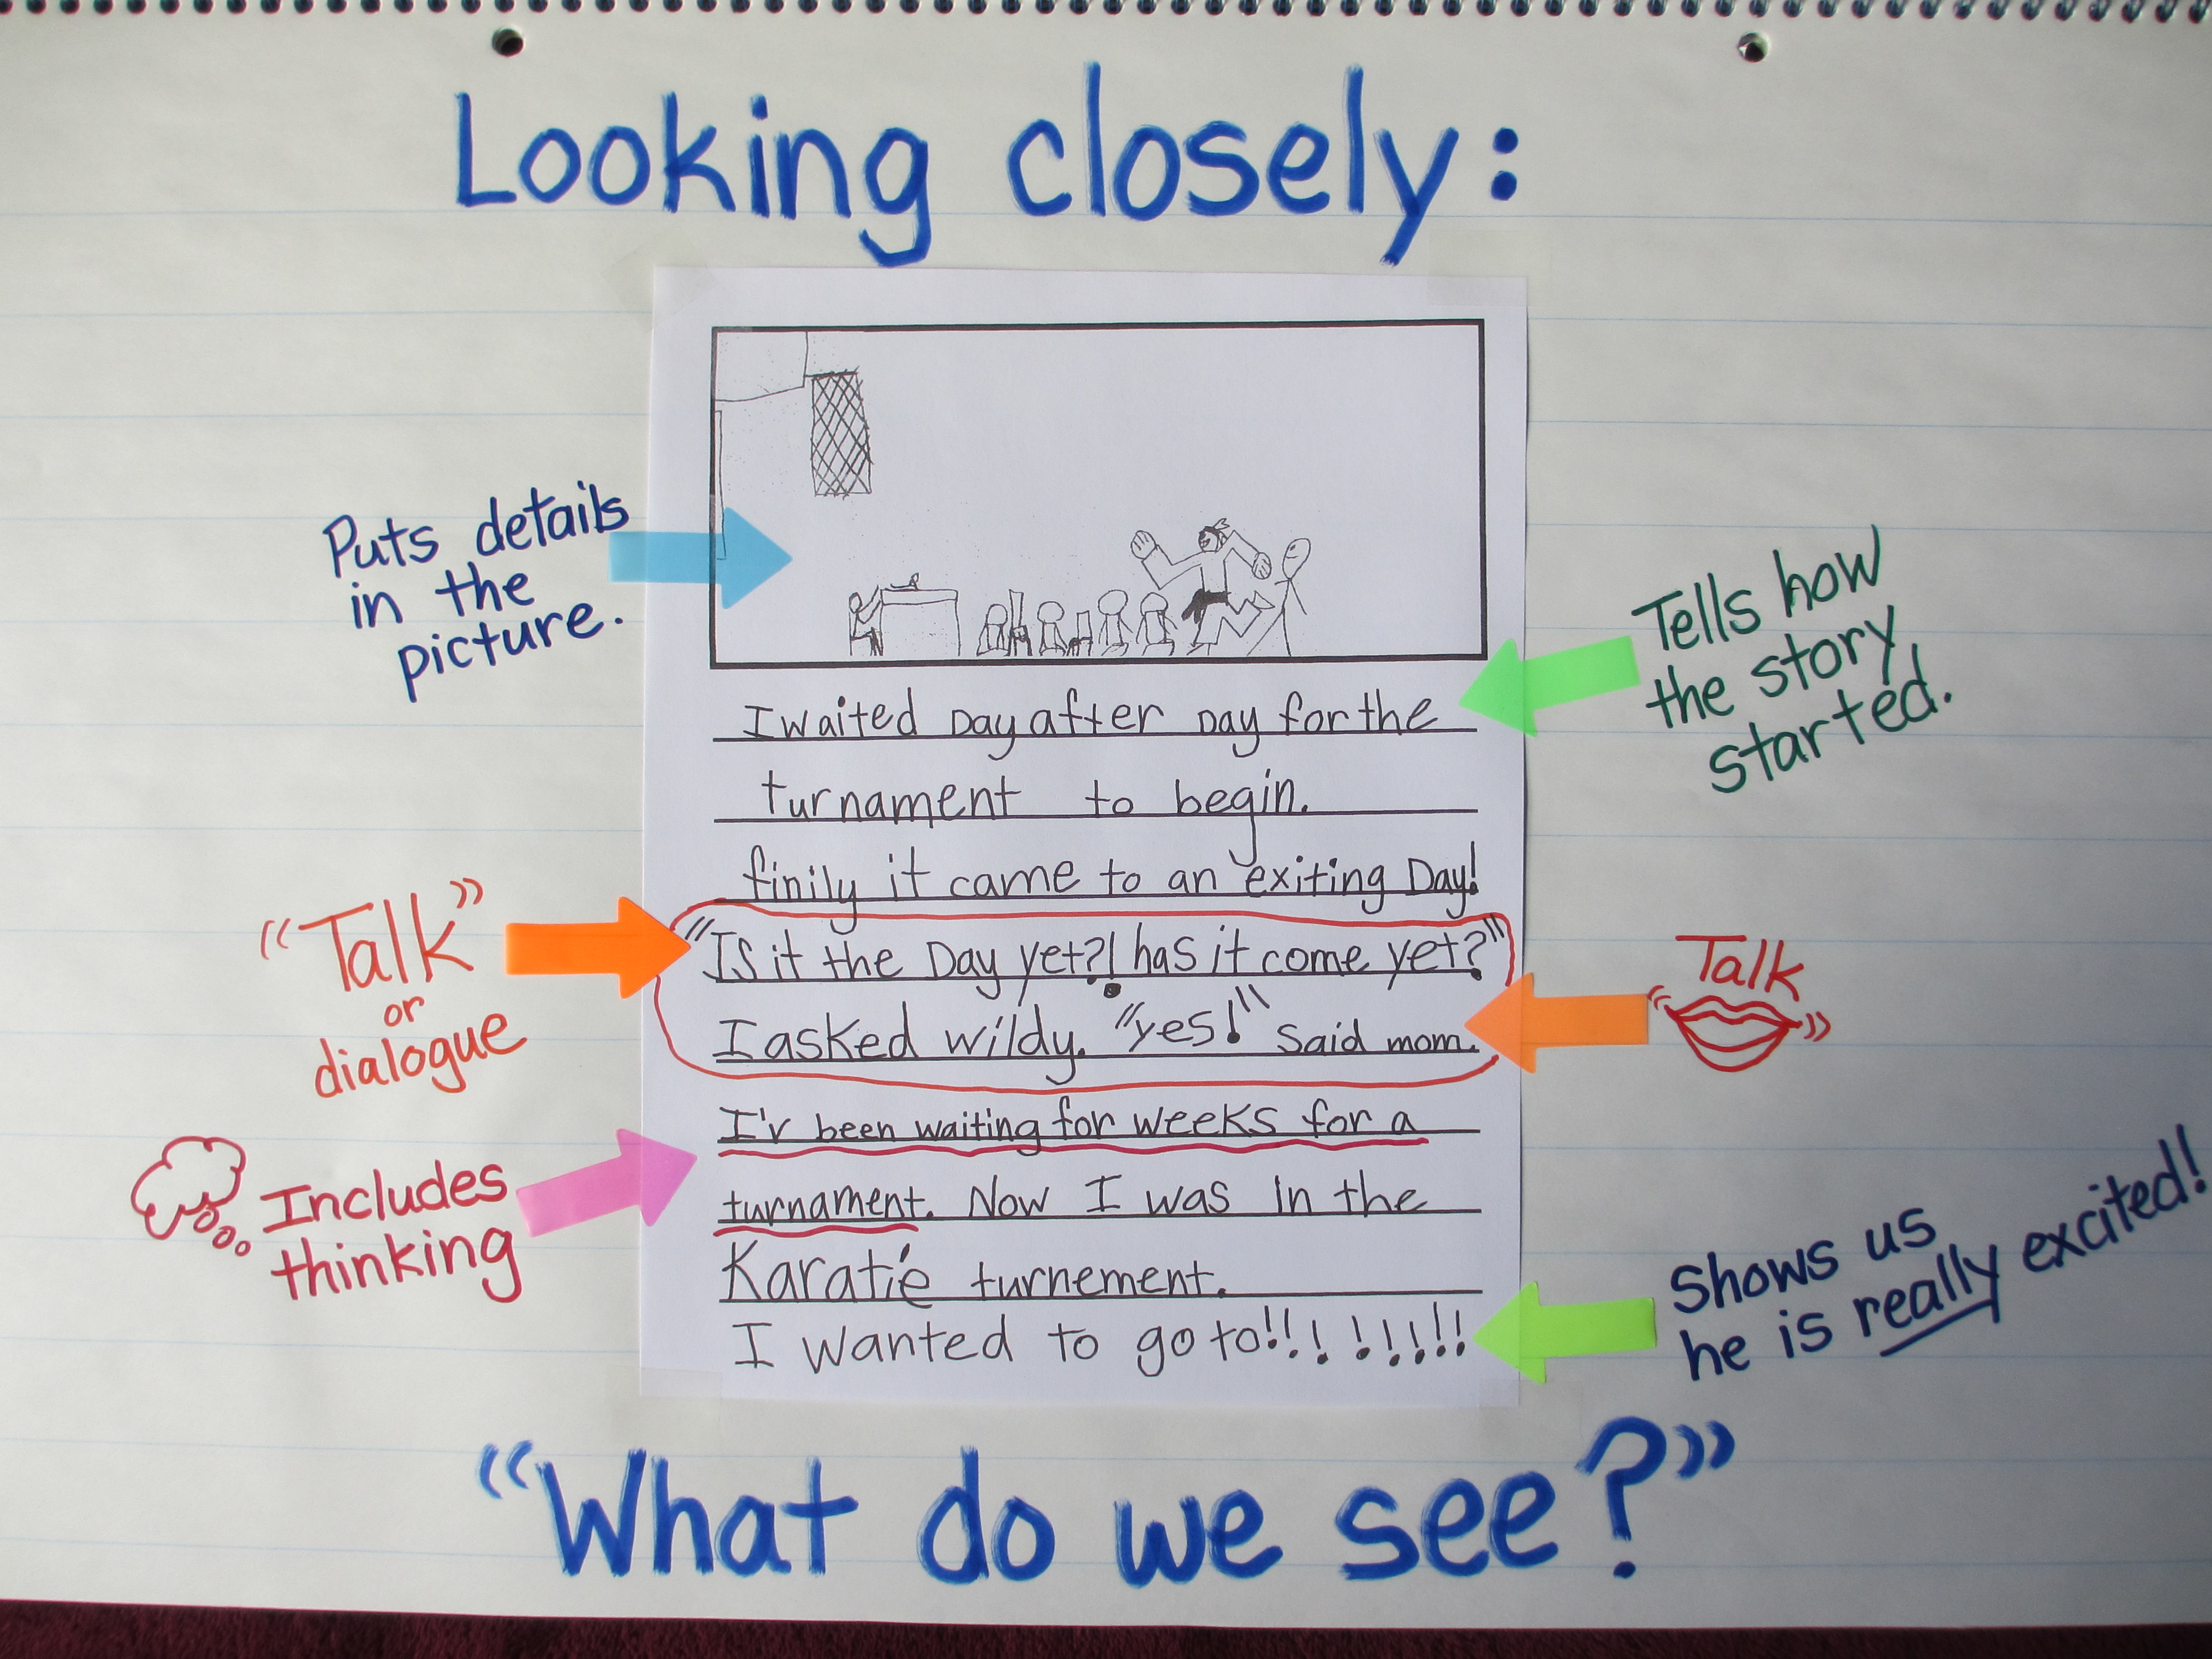 Looking closely:
Puts details
in the
picture.
Tells how
the story
started.
I waited Day after Day for the
turnament to begin.
finily it came to an exiting Day!
"IS it the Day yet?! has it come yet?"
I asked wildy. "yes!" Said mom.
"Talk"
or
dialogue
Talk
I'v been waiting for weeks for a
turnament. Now I was in the
Karatie turnement.
I wanted to go to!!! !!!!!!
Includes
thinking
Shows us
he is really excited!
"What do we see?"